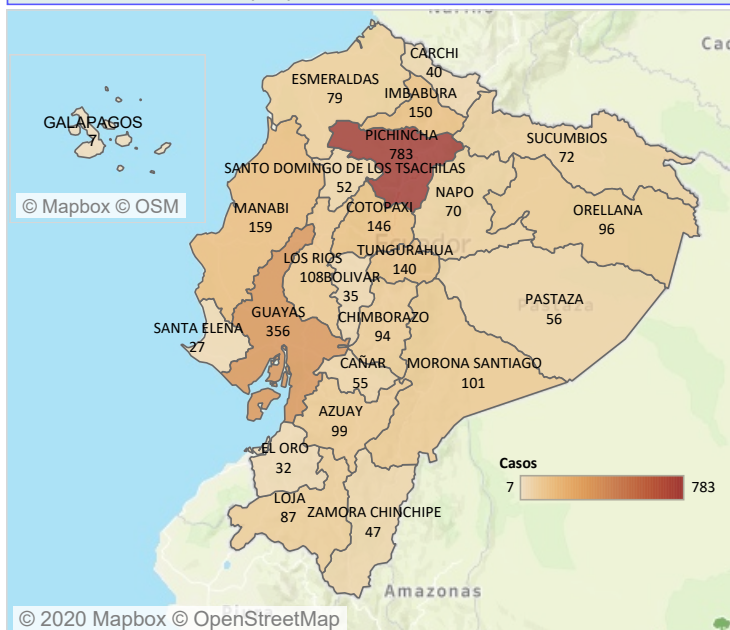 CARCHI
40
ESMERALDAS
79
IMBABURA
150
GALAPAGOS
7
PICHINCHA
783
SUCUMBIOS
72
SANTO DOMINGO DE LOS TSACHILAS
52
NAPO
70
© Mapbox © OSM
MANABI
159
COTOPAXI
146
ORELLANA
96
TUNGURAHUA
140
LOS RIOS
108
BOLIVAR
35
PASTAZA
56
GUAYAS
356
CHIMBORAZO
94
SANTA ELENA
27
CAÑAR
55
MORONA SANTIAGO
101
AZUAY
99
EL ORO
32
Casos
7 783
LOJA
87
ZAMORA CHINCHIPE
47
Amazonas
© 2020 Mapbox © OpenStreetMap